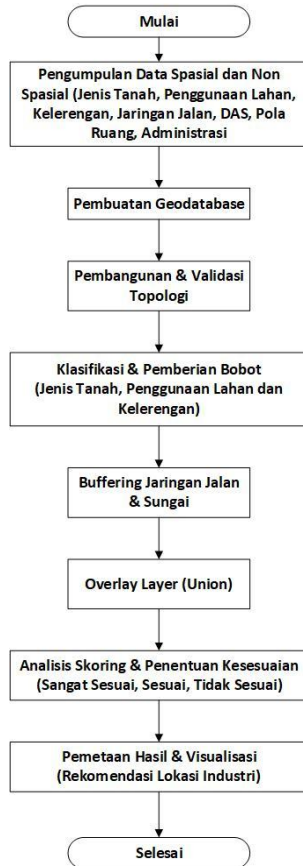 Mulai
Pengumpulan Data Spasial dan Non
Spasial (Jenis Tanah, Penggunaan Lahan,
Kelerengan, Jaringan Jalan, DAS, Pola
Ruang, Administrasi
Pembuatan Geodatabase
Pembangunan & Validasi
Topologi
Klasifikasi & Pemberian Bobot
(Jenis Tanah, Penggunaan Lahan dan
Kelerengan)
Buffering Jaringan Jalan
& Sungai
Overlay Layer (Union)
Analisis Skoring & Penentuan Kesesuaian
(Sangat Sesuai, Sesuai, Tidak Sesuai)
Pemetaan Hasil & Visualisasi
(Rekomendasi Lokasi Industri)
Selesai